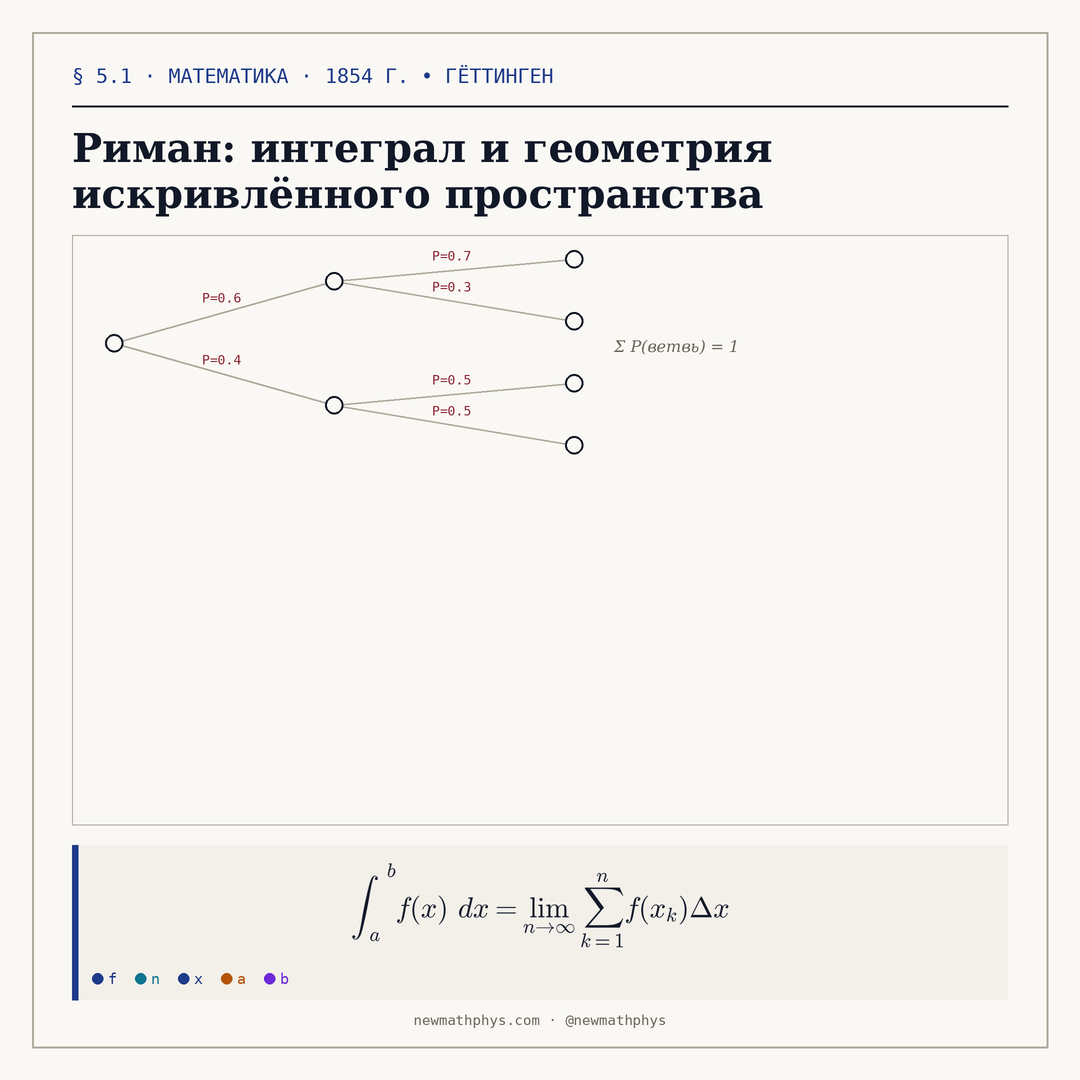 § 5.1 · МАТЕМАТИКА · 1854 Г. • ГЁТТИНГЕН
Риман: интеграл и геометрия
искривлённого пространства
P=0.7
P=0.3
P=0.6
Σ P(ветвь) = 1
P=0.4
P=0.5
P=0.5
∫_a^b f(x) dx = lim_{n→∞} ∑_{k=1}^n f(x_k)Δx
f n x a b
newmathphys.com · @newmathphys